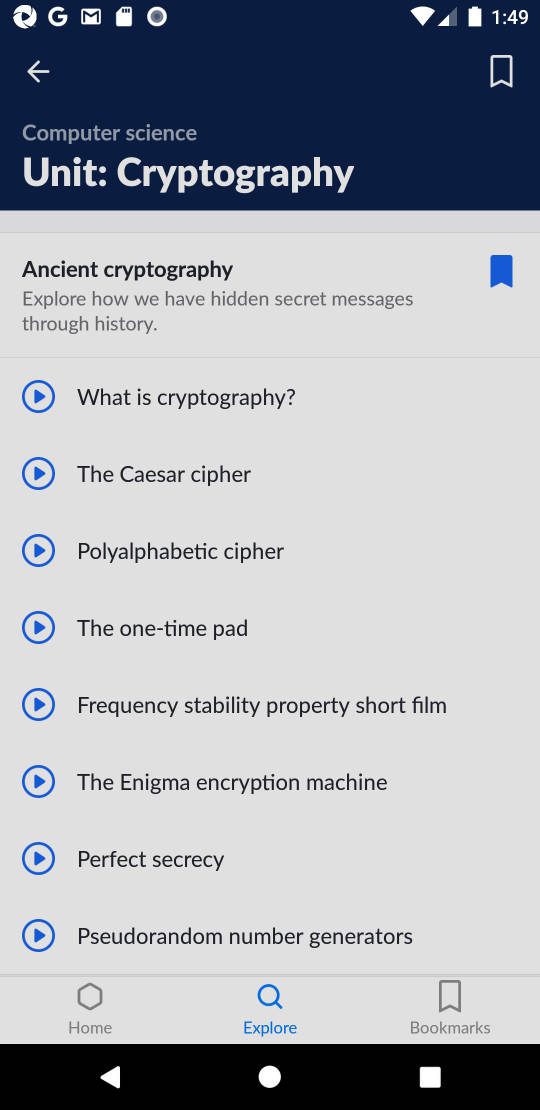 1:49
Computer science
Unit: Cryptography
Ancient cryptography
Explore how we have hidden secret messages
through history.
What is cryptography?
The Caesar cipher
Polyalphabetic cipher
The one-time pad
Frequency stability property short film
The Enigma encryption machine
Perfect secrecy
Pseudorandom number generators
Home
Explore
Bookmarks